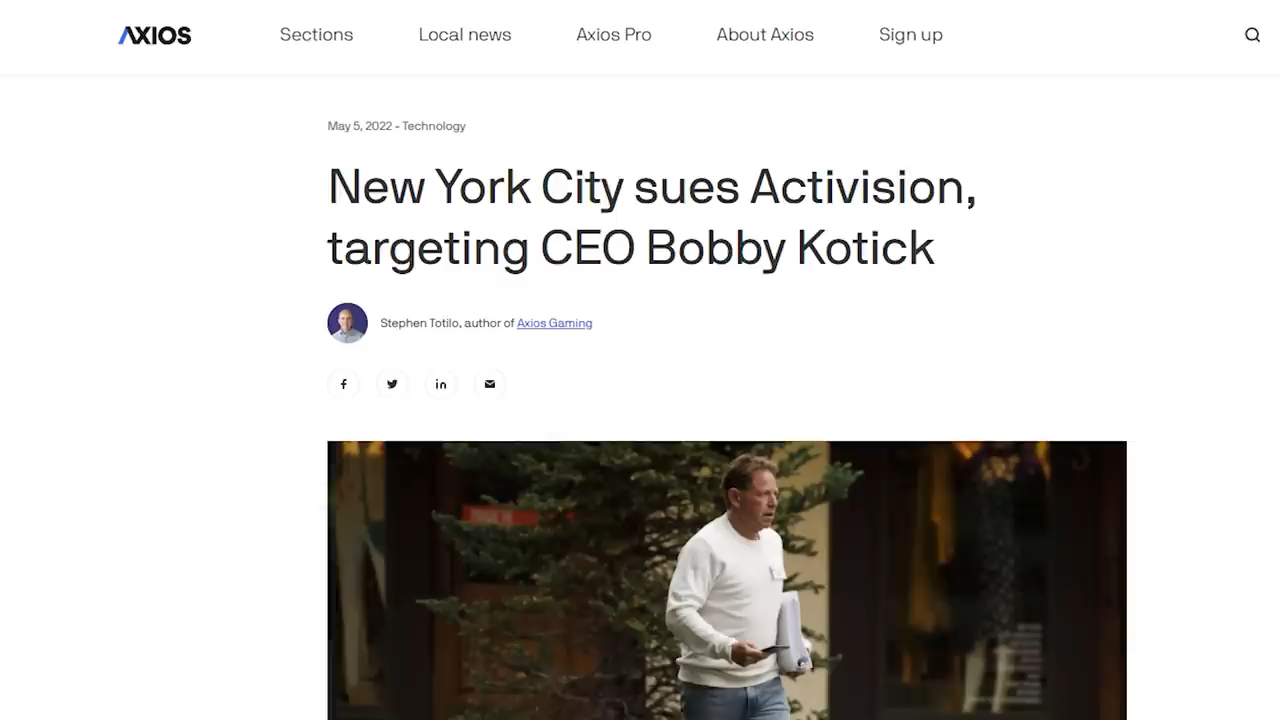 AXIOS
Sections
Local news
Axios Pro
About Axios
Sign up
May 5, 2022 - Technology
New York City sues Activision,
targeting CEO Bobby Kotick
Stephen Totilo, author of Axios Gaming